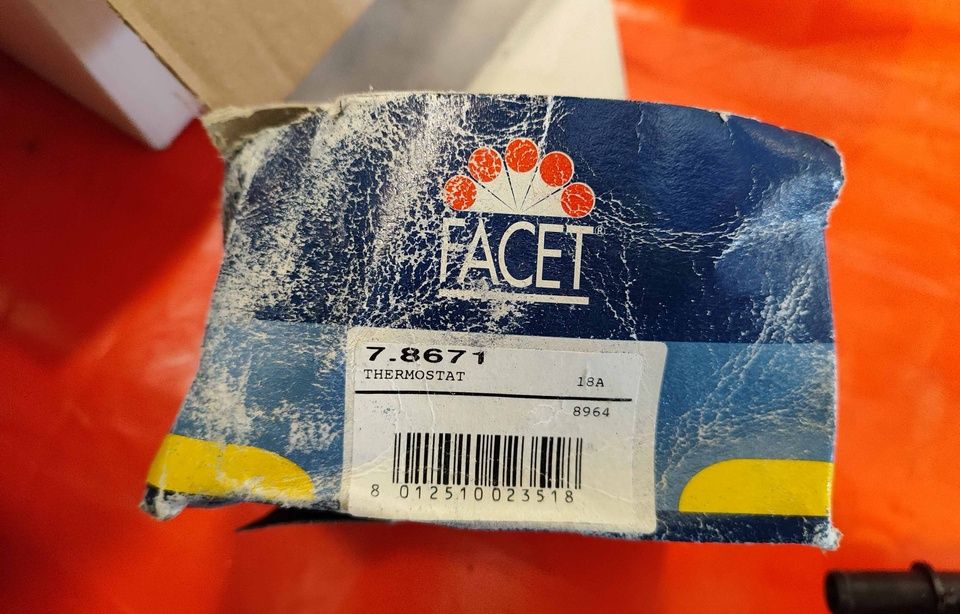 FACET®
7.8671
THERMOSTAT 18A
8964
8 012510 023518